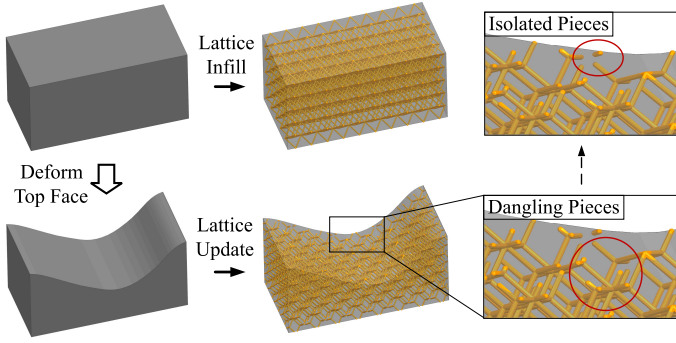 Lattice
Infill
Isolated Pieces
Deform
Top Face
Lattice
Update
Dangling Pieces